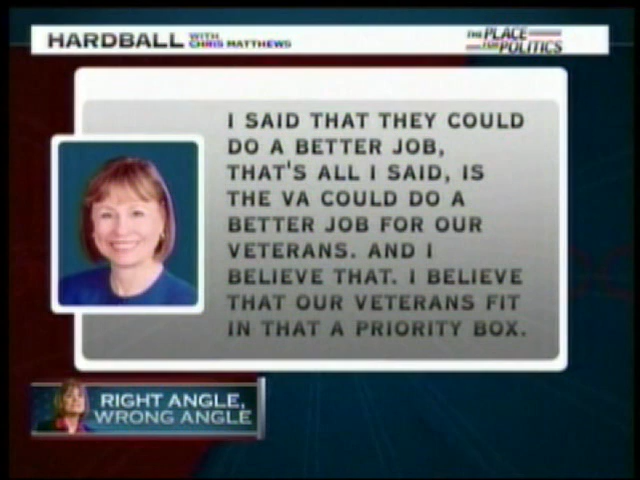 HARDBALL WITH CHRIS MATTHEWS
THE PLACE FOR POLITICS
I SAID THAT THEY COULD
DO A BETTER JOB,
THAT'S ALL I SAID, IS
THE VA COULD DO A
BETTER JOB FOR OUR
VETERANS. AND I
BELIEVE THAT. I BELIEVE
THAT OUR VETERANS FIT
IN THAT A PRIORITY BOX.
RIGHT ANGLE,
WRONG ANGLE